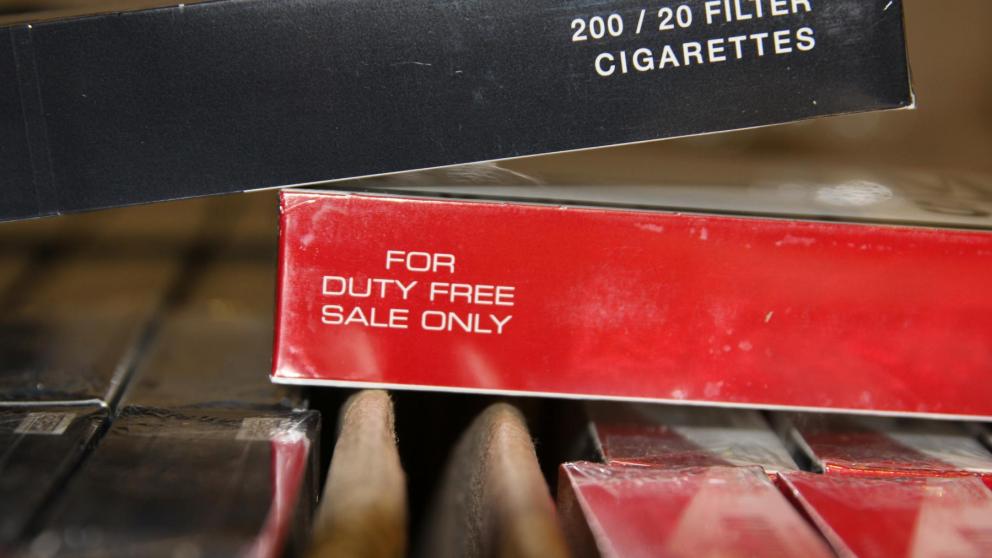 200 / 20 FILTER
CIGARETTES
FOR
DUTY FREE
SALE ONLY